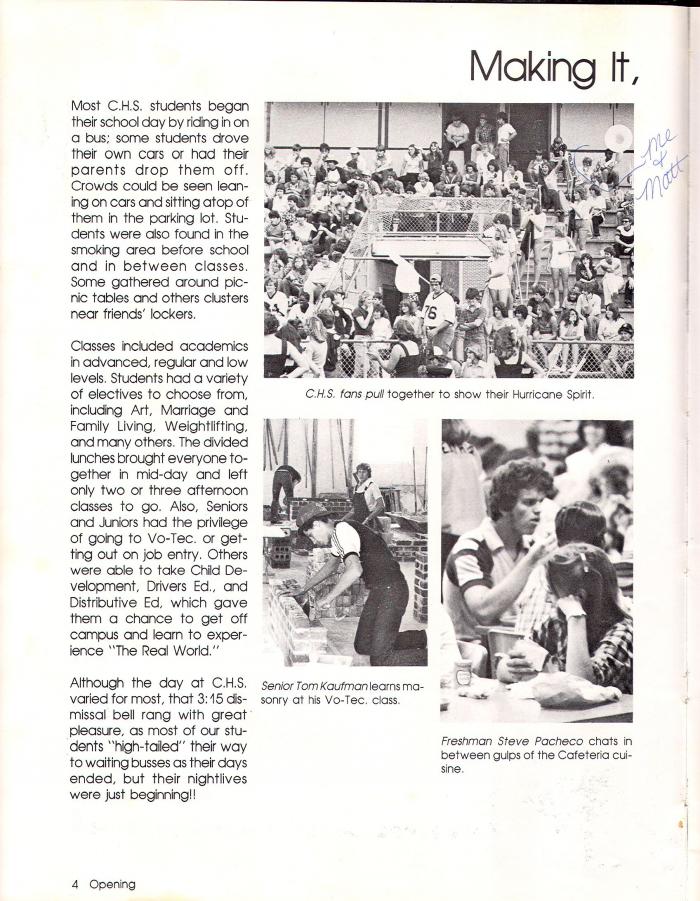 Making It,
Most C.H.S. students began
their school day by riding in on
a bus; some students drove
their own cars or had their
parents drop them off.
Crowds could be seen lean-
ing on cars and sitting atop of
them in the parking lot. Stu-
dents were also found in the
smoking area before school
and in between classes.
Some gathered around pic-
nic tables and others clusters
near friends' lockers.
Classes included academics
in advanced, regular and low
levels. Students had a variety
of electives to choose from,
including Art, Marriage and
Family Living, Weightlifting,
and many others. The divided
lunches brought everyone to-
gether in mid-day and left
only two or three afternoon
classes to go. Also, Seniors
and Juniors had the privilege
of going to Vo-Tec. or get-
ting out on job entry. Others
were able to take Child De-
velopment, Drivers Ed., and
Distributive Ed, which gave
them a chance to get off
campus and learn to exper-
ience "The Real World."
Although the day at C.H.S.
varied for most, that 3:15 dis-
missal bell rang with great
pleasure, as most of our stu-
dents "high-tailed" their way
to waiting busses as their days
ended, but their nightlives
were just beginning!!
me
+
Matt
76
C.H.S. fans pull together to show their Hurricane Spirit.
Senior Tom Kaufman learns ma-
sonry at his Vo-Tec. class.
Freshman Steve Pacheco chats in
between gulps of the Cafeteria cui-
sine.
4 Opening